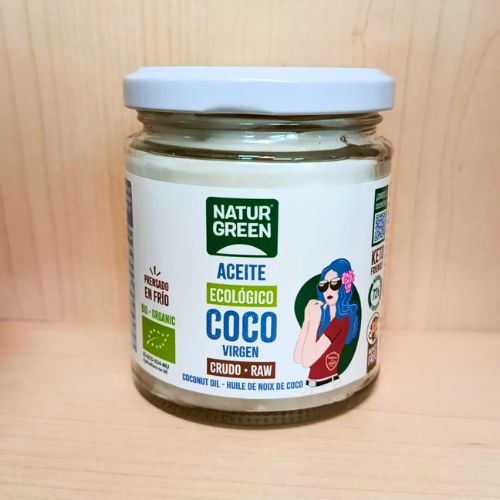 NATUR
GREEN
ACEITE
ECOLÓGICO
COCO
VIRGEN
CRUDO • RAW
COCONUT OIL - HUILE DE NOIX DE COCO
PRENSADO
EN FRÍO
BIO • ORGANIC
KETO
FRIENDLY